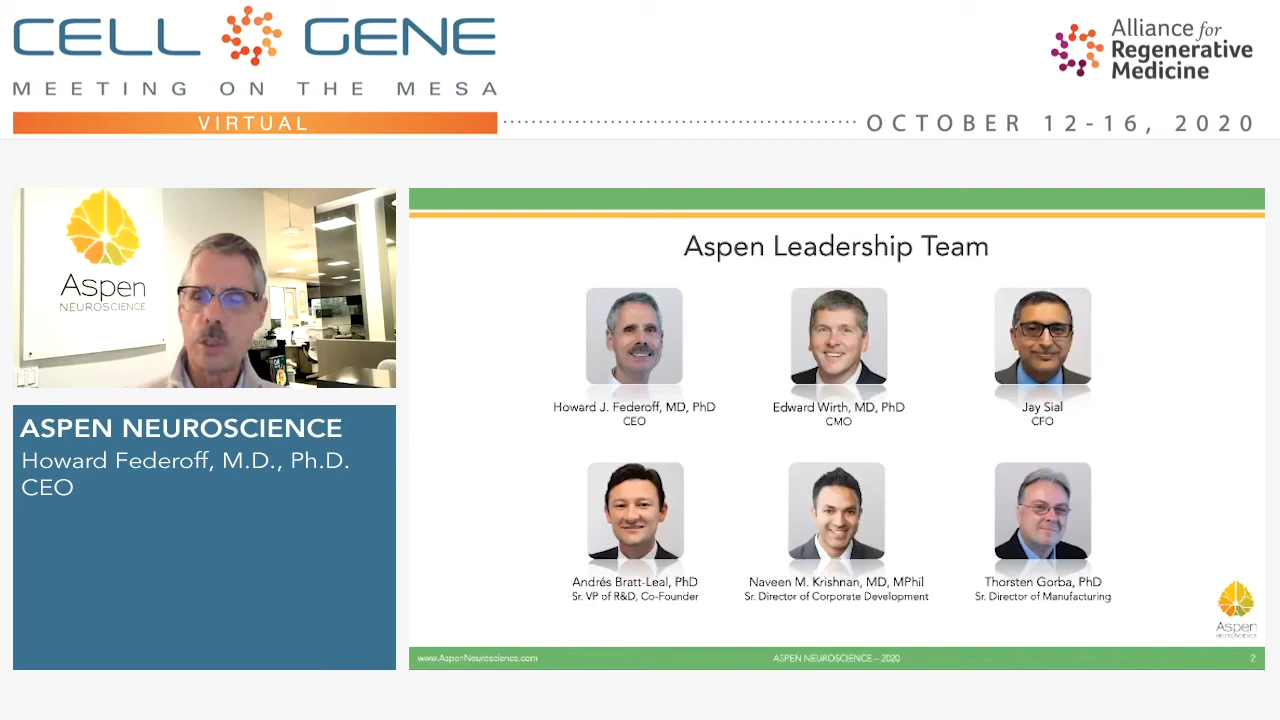 CELL GENE
MEETING ON THE MESA
VIRTUAL
Alliance for
Regenerative
Medicine
OCTOBER 12-16, 2020
Aspen
NEUROSCIENCE
ASPEN NEUROSCIENCE
Howard Federoff, M.D., Ph.D.
CEO
Aspen Leadership Team
Howard J. Federoff, MD, PhD
CEO
Edward Wirth, MD, PhD
CMO
Jay Sial
CFO
Andrés Bratt-Leal, PhD
Sr. VP of R&D, Co-Founder
Naveen M. Krishnan, MD, MPhil
Sr. Director of Corporate Development
Thorsten Gorba, PhD
Sr. Director of Manufacturing
Aspen
NEUROSCIENCE
www.AspenNeuroscience.com
ASPEN NEUROSCIENCE – 2020
2